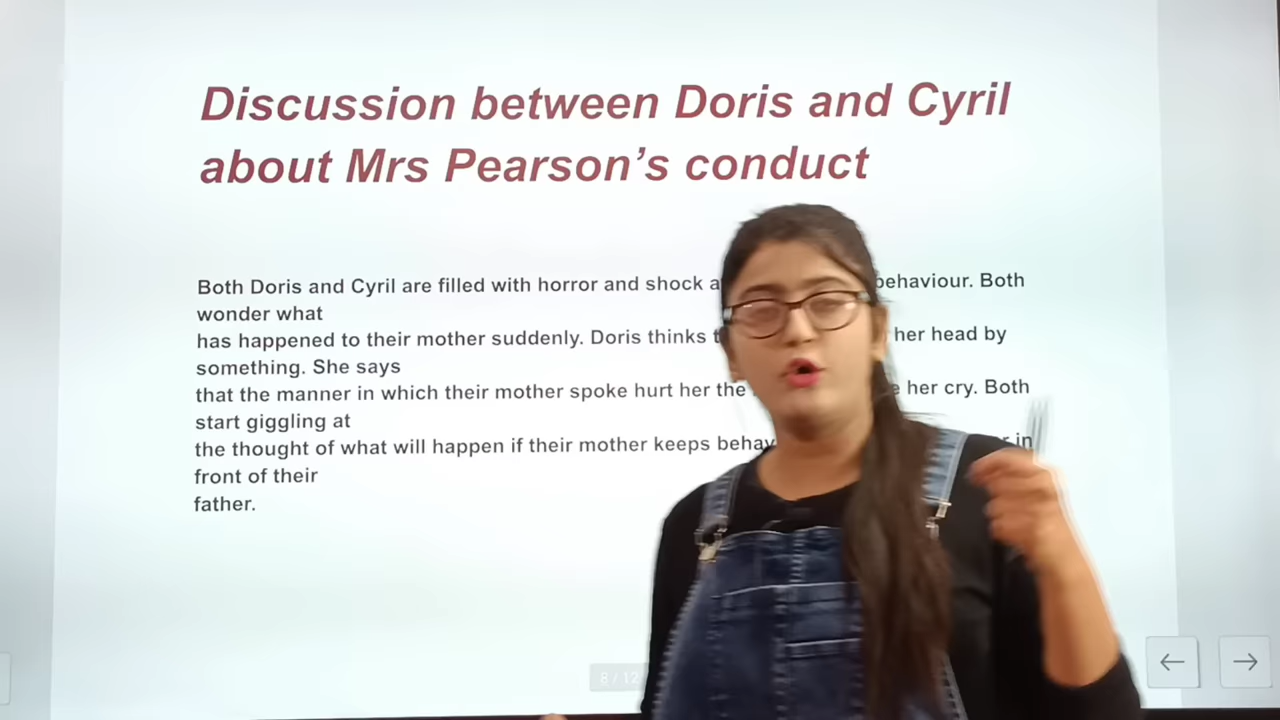 Discussion between Doris and Cyril
about Mrs Pearson's conduct
Both Doris and Cyril are filled with horror and shock behaviour. Both
wonder what
has happened to their mother suddenly. Doris thinks her head by
something. She says
that the manner in which their mother spoke hurt her the her cry. Both
start giggling at
the thought of what will happen if their mother keeps in
front of their
father.
8 / 12